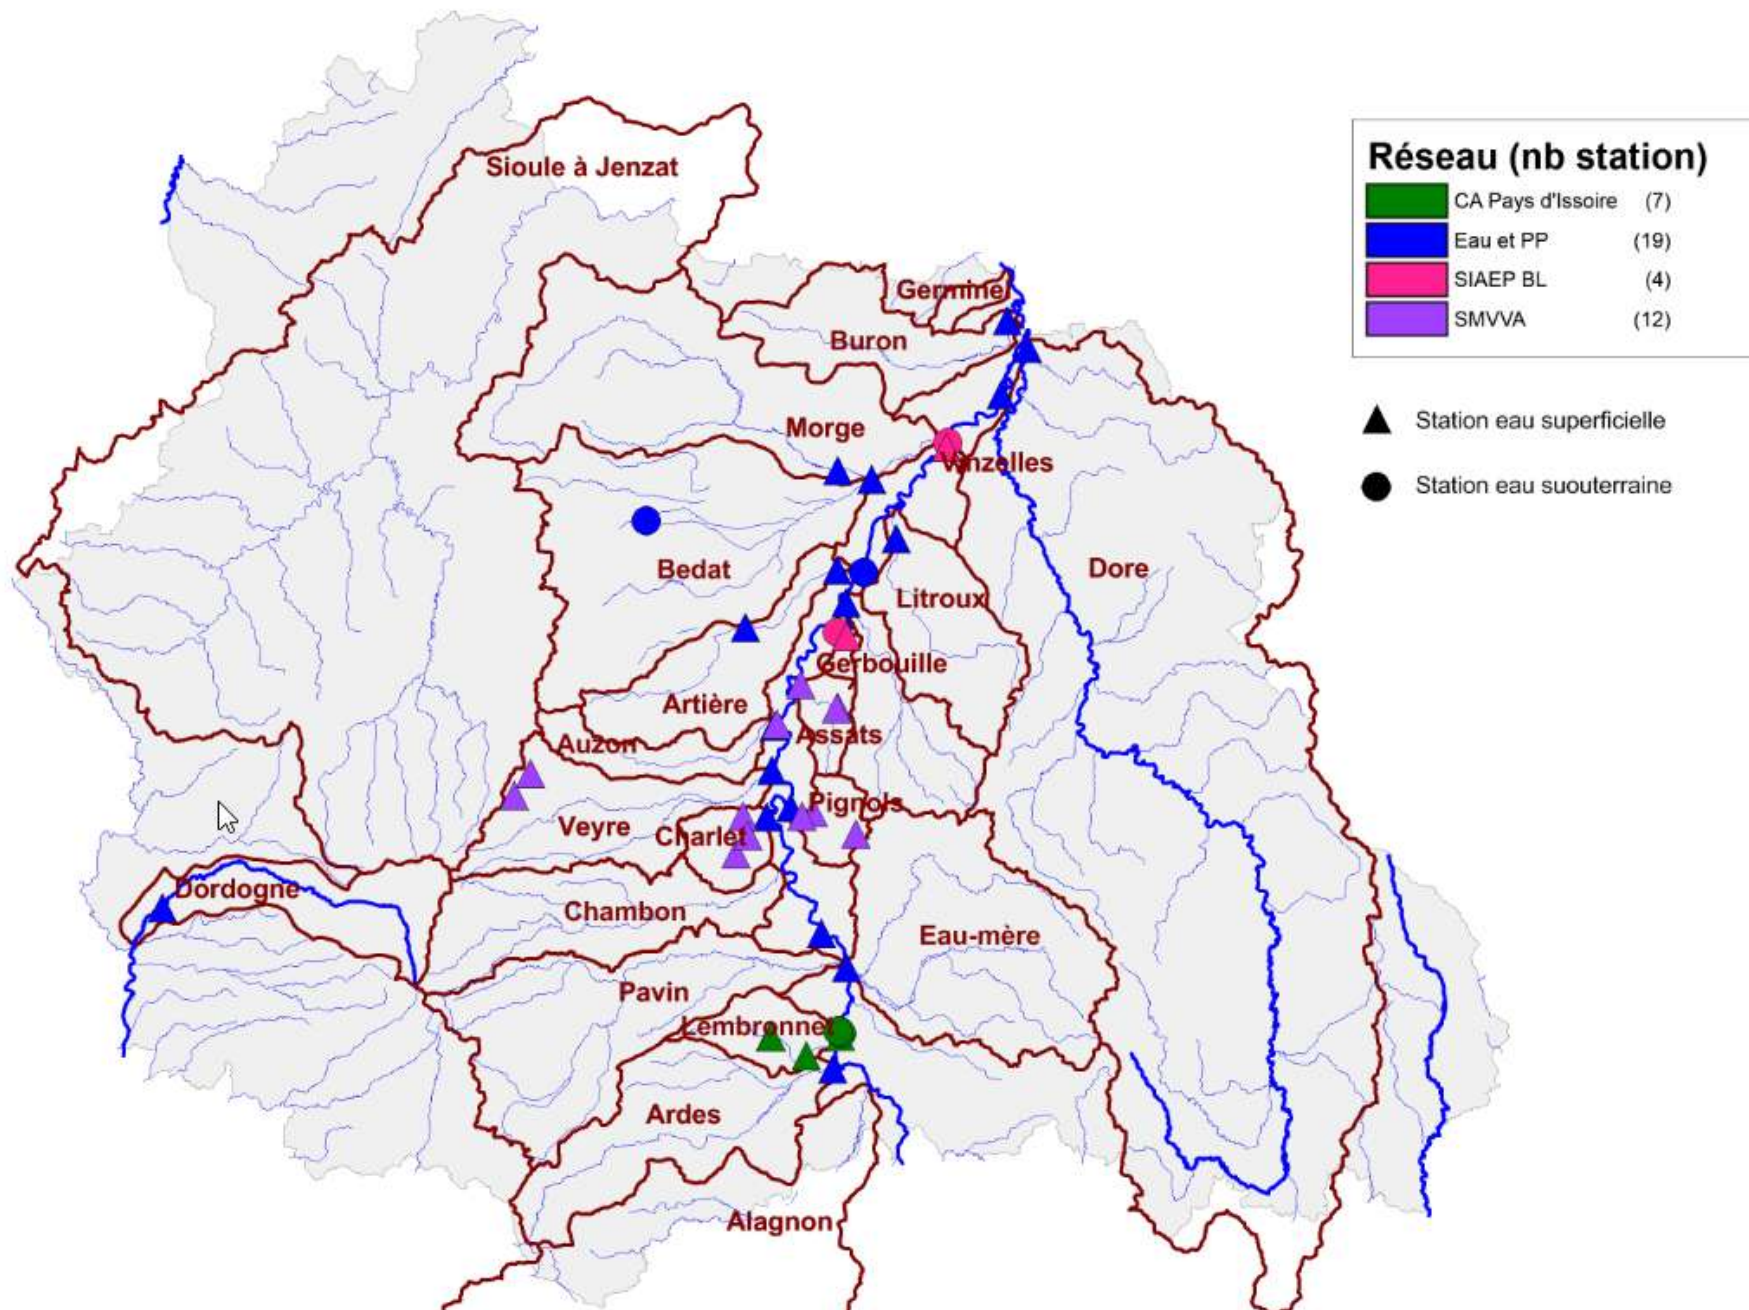 Sioule à Jenzat
Réseau (nb station)
CA Pays d'Issoire (7)
Eau et PP (19)
SIAEP BL (4)
SMVVA (12)
Station eau superficielle
Station eau suouterraine
Germinel
Buron
Morge
Vinzelles
Bedat
Dore
Litroux
Gerbouille
Artière
Assats
Auzon
Pignols
Veyre
Charlet
Dordogne
Chambon
Eau-mère
Pavin
Lembronnet
Ardes
Alagnon